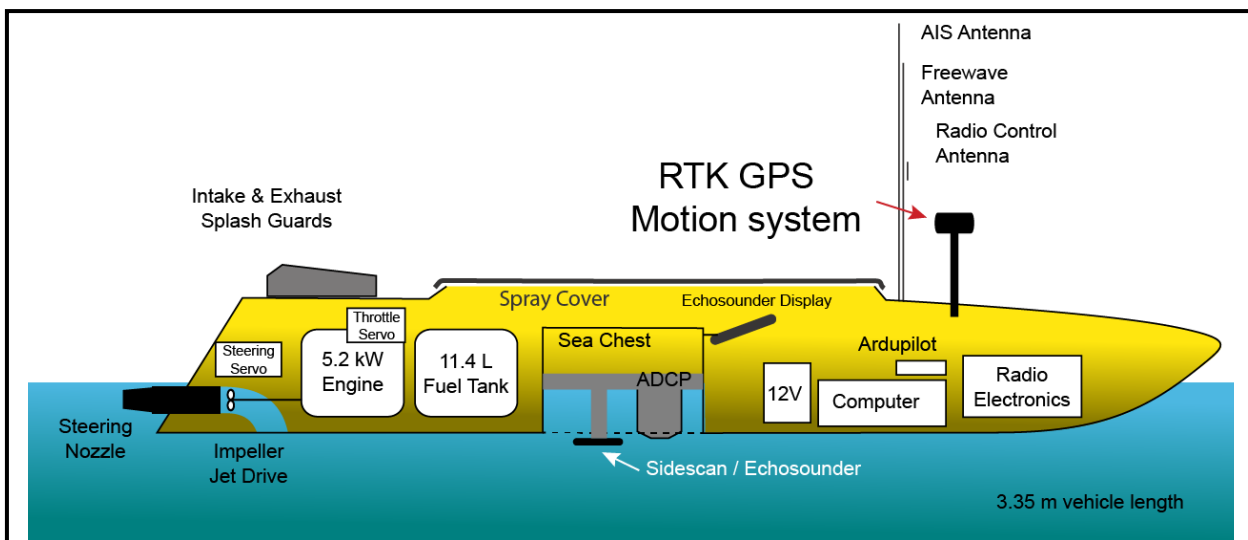 AIS Antenna
Freewave
Antenna
Radio Control
Antenna
RTK GPS
Motion system
Intake & Exhaust
Splash Guards
Spray Cover
Echosounder Display
Throttle
Servo
Steering
Servo
5.2 kW
Engine
11.4 L
Fuel Tank
Sea Chest
ADCP
Ardupilot
12V
Computer
Radio
Electronics
Steering
Nozzle
Impeller
Jet Drive
Sidescan / Echosounder
3.35 m vehicle length